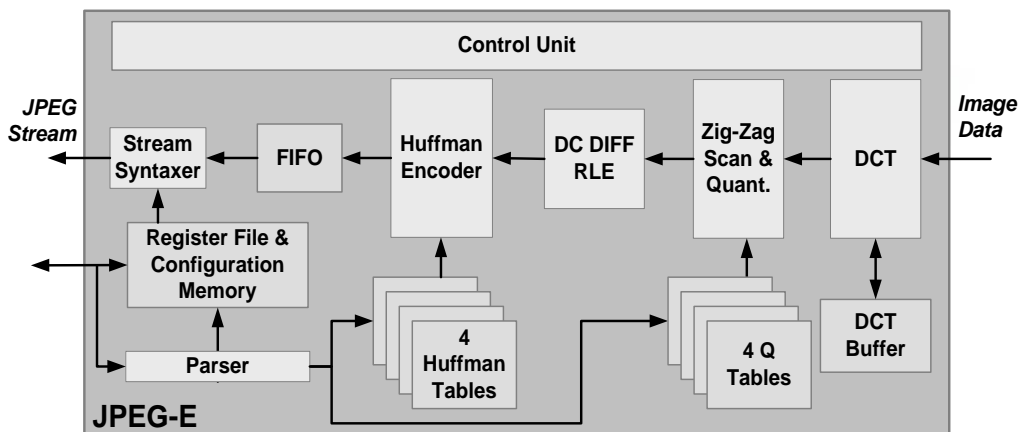 Control Unit
JPEG
Stream
Stream
Syntaxer
FIFO
Huffman
Encoder
DC DIFF
RLE
Zig-Zag
Scan &
Quant.
DCT
Image
Data
Register File &
Configuration
Memory
Parser
4
Huffman
Tables
4 Q
Tables
DCT
Buffer
JPEG-E